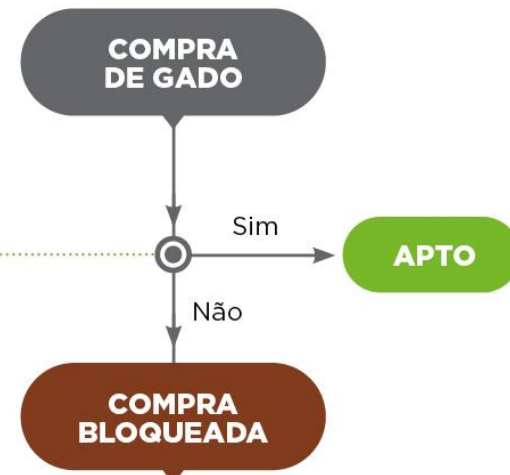 COMPRA
DE GADO
Sim
APTO
Não
COMPRA
BLOQUEADA